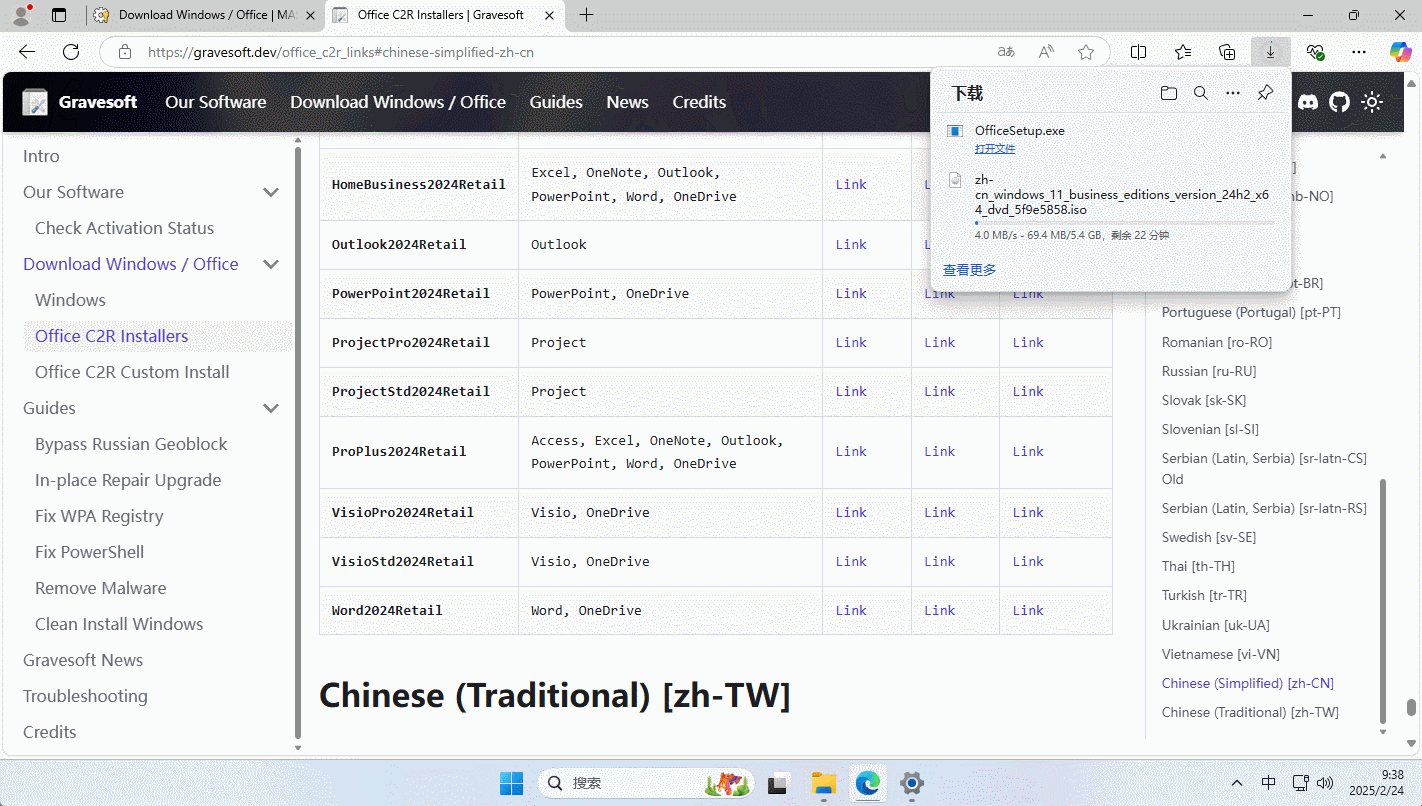 Download Windows / Office | MA
Office C2R Installers | Gravesoft
https://gravesoft.dev/office_c2r_links#chinese-simplified-zh-cn
Gravesoft
Our Software
Download Windows / Office
Guides
News
Credits
下载
OfficeSetup.exe
打开文件
zh-
cn_windows_11_business_editions_version_24h2_x6
4_dvd_5f9e5858.iso
4.0 MB/s - 69.4 MB/5.4 GB，剩余 22 分钟
查看更多
Intro
Our Software
Check Activation Status
Download Windows / Office
Windows
Office C2R Installers
Office C2R Custom Install
Guides
Bypass Russian Geoblock
In-place Repair Upgrade
Fix WPA Registry
Fix PowerShell
Remove Malware
Clean Install Windows
Gravesoft News
Troubleshooting
Credits
HomeBusiness2024Retail Excel, OneNote, Outlook, Link
PowerPoint, Word, OneDrive
Outlook2024Retail Outlook Link
PowerPoint2024Retail PowerPoint, OneDrive Link Link Link
ProjectPro2024Retail Project Link Link Link
ProjectStd2024Retail Project Link Link Link
Access, Excel, OneNote, Outlook,
ProPlus2024Retail Link Link Link
PowerPoint, Word, OneDrive
VisioPro2024Retail Visio, OneDrive Link Link Link
VisioStd2024Retail Visio, OneDrive Link Link Link
Word2024Retail Word, OneDrive Link Link Link
Chinese (Traditional) [zh-TW]
nb-NO]
pt-BR]
Portuguese (Portugal) [pt-PT]
Romanian [ro-RO]
Russian [ru-RU]
Slovak [sk-SK]
Slovenian [sl-SI]
Serbian (Latin, Serbia) [sr-latn-CS]
Old
Serbian (Latin, Serbia) [sr-latn-RS]
Swedish [sv-SE]
Thai [th-TH]
Turkish [tr-TR]
Ukrainian [uk-UA]
Vietnamese [vi-VN]
Chinese (Simplified) [zh-CN]
Chinese (Traditional) [zh-TW]
搜索
中
9:38
2025/2/24